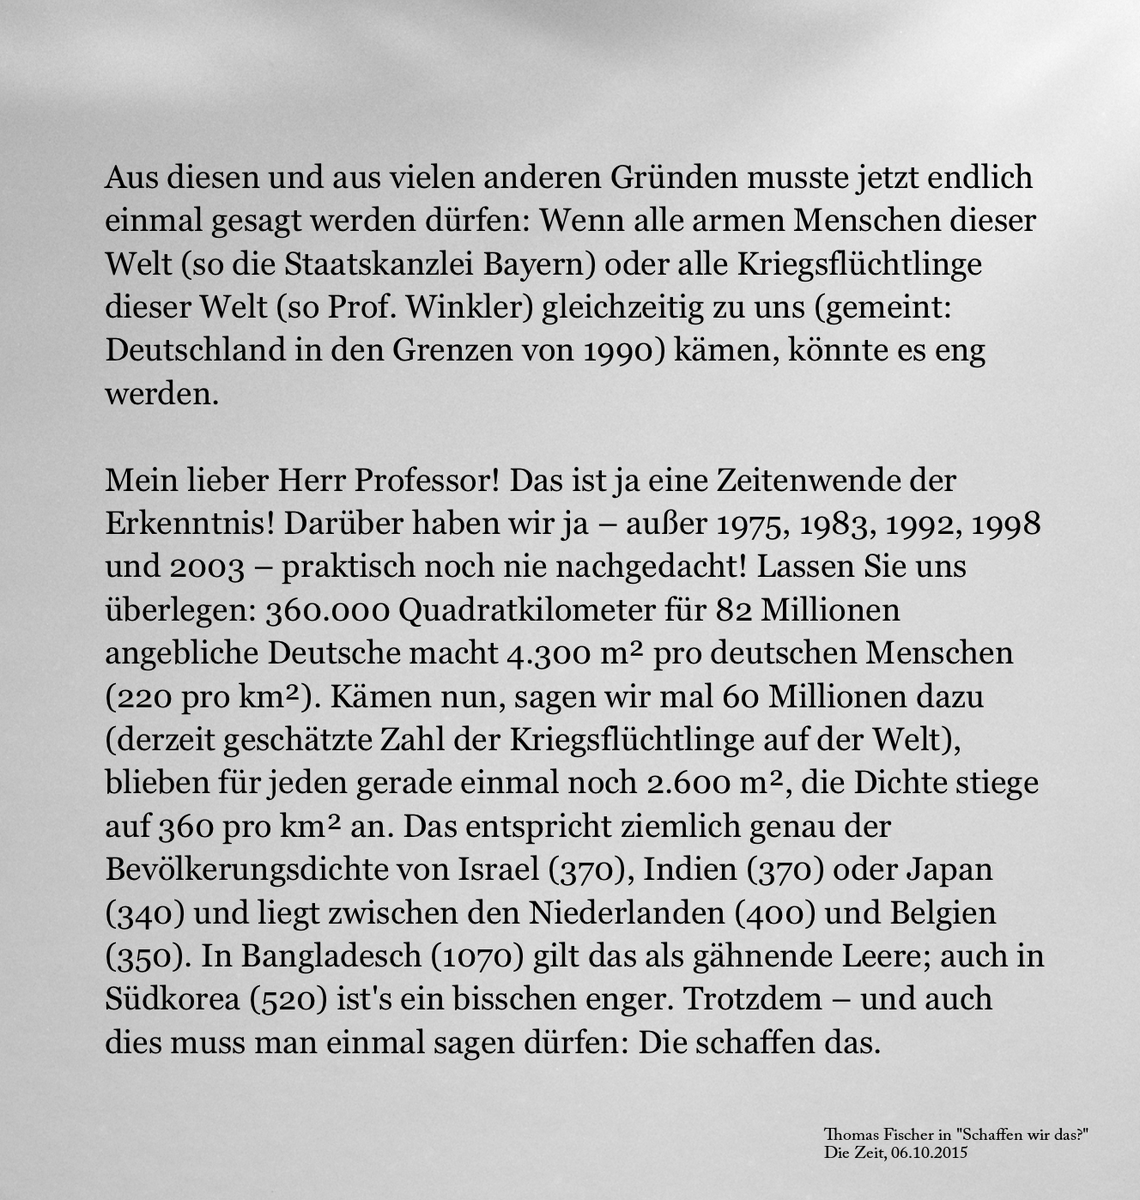 Aus diesen und aus vielen anderen Gründen musste jetzt endlich
einmal gesagt werden dürfen: Wenn alle armen Menschen dieser
Welt (so die Staatskanzlei Bayern) oder alle Kriegsflüchtlinge
dieser Welt (so Prof. Winkler) gleichzeitig zu uns (gemeint:
Deutschland in den Grenzen von 1990) kämen, könnte es eng
werden.
Mein lieber Herr Professor! Das ist ja eine Zeitenwende der
Erkenntnis! Darüber haben wir ja – außer 1975, 1983, 1992, 1998
und 2003 – praktisch noch nie nachgedacht! Lassen Sie uns
überlegen: 360.000 Quadratkilometer für 82 Millionen
angebliche Deutsche macht 4.300 m² pro deutschen Menschen
(220 pro km²). Kämen nun, sagen wir mal 60 Millionen dazu
(derzeit geschätzte Zahl der Kriegsflüchtlinge auf der Welt),
blieben für jeden gerade einmal noch 2.600 m², die Dichte stiege
auf 360 pro km² an. Das entspricht ziemlich genau der
Bevölkerungsdichte von Israel (370), Indien (370) oder Japan
(340) und liegt zwischen den Niederlanden (400) und Belgien
(350). In Bangladesch (1070) gilt das als gähnende Leere; auch in
Südkorea (520) ist's ein bisschen enger. Trotzdem – und auch
dies muss man einmal sagen dürfen: Die schaffen das.
Thomas Fischer in "Schaffen wir das?"
Die Zeit, 06.10.2015